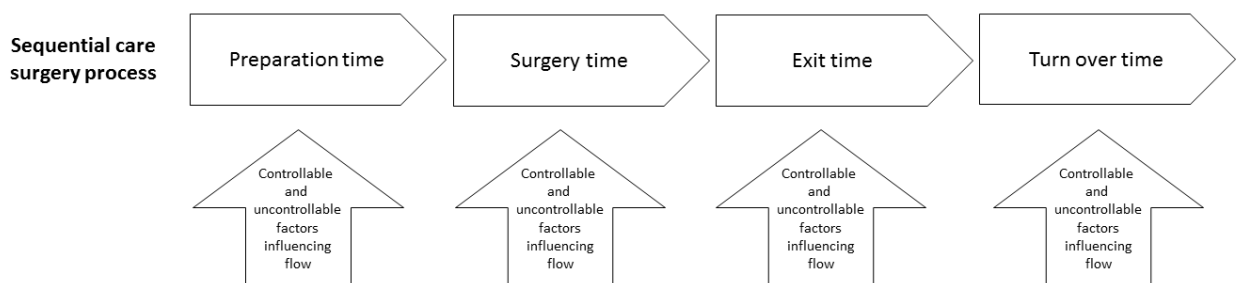 Sequential care
surgery process
Preparation time
Surgery time
Exit time
Turn over time
Controllable
and
uncontrollable
factors
influencing
flow
Controllable
and
uncontrollable
factors
influencing
flow
Controllable
and
uncontrollable
factors
influencing
flow
Controllable
and
uncontrollable
factors
influencing
flow